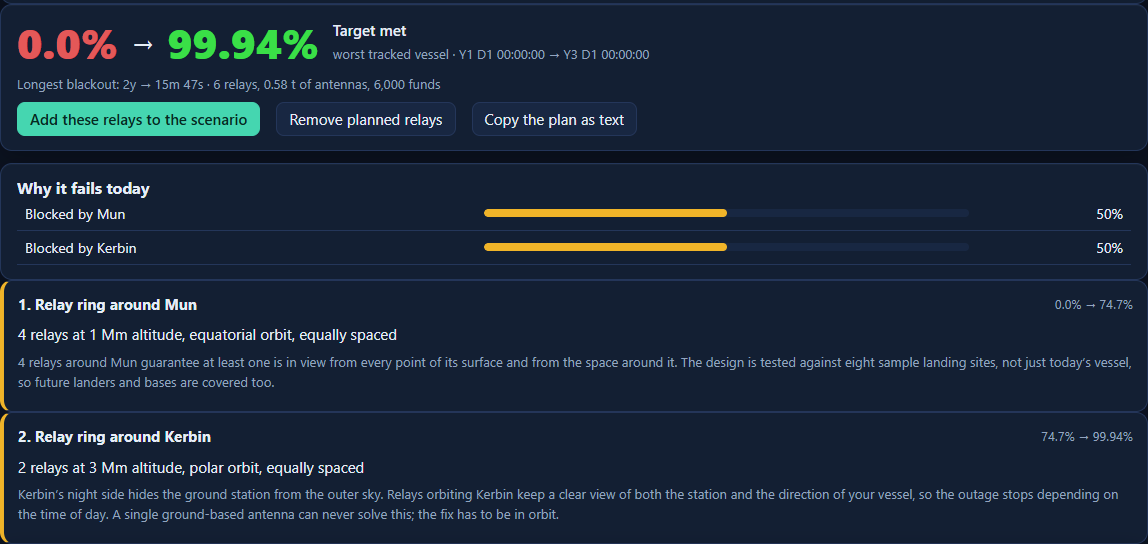 0.0% → 99.94% Target met
worst tracked vessel · Y1 D1 00:00:00 → Y3 D1 00:00:00
Longest blackout: 2y → 15m 47s · 6 relays, 0.58 t of antennas, 6,000 funds
Add these relays to the scenario Remove planned relays Copy the plan as text
Why it fails today
Blocked by Mun 50%
Blocked by Kerbin 50%
1. Relay ring around Mun 0.0% → 74.7%
4 relays at 1 Mm altitude, equatorial orbit, equally spaced
4 relays around Mun guarantee at least one is in view from every point of its surface and from the space around it. The design is tested against eight sample landing sites, not just today's vessel,
so future landers and bases are covered too.
2. Relay ring around Kerbin 74.7% → 99.94%
2 relays at 3 Mm altitude, polar orbit, equally spaced
Kerbin's night side hides the ground station from the outer sky. Relays orbiting Kerbin keep a clear view of both the station and the direction of your vessel, so the outage stops depending on
the time of day. A single ground-based antenna can never solve this; the fix has to be in orbit.